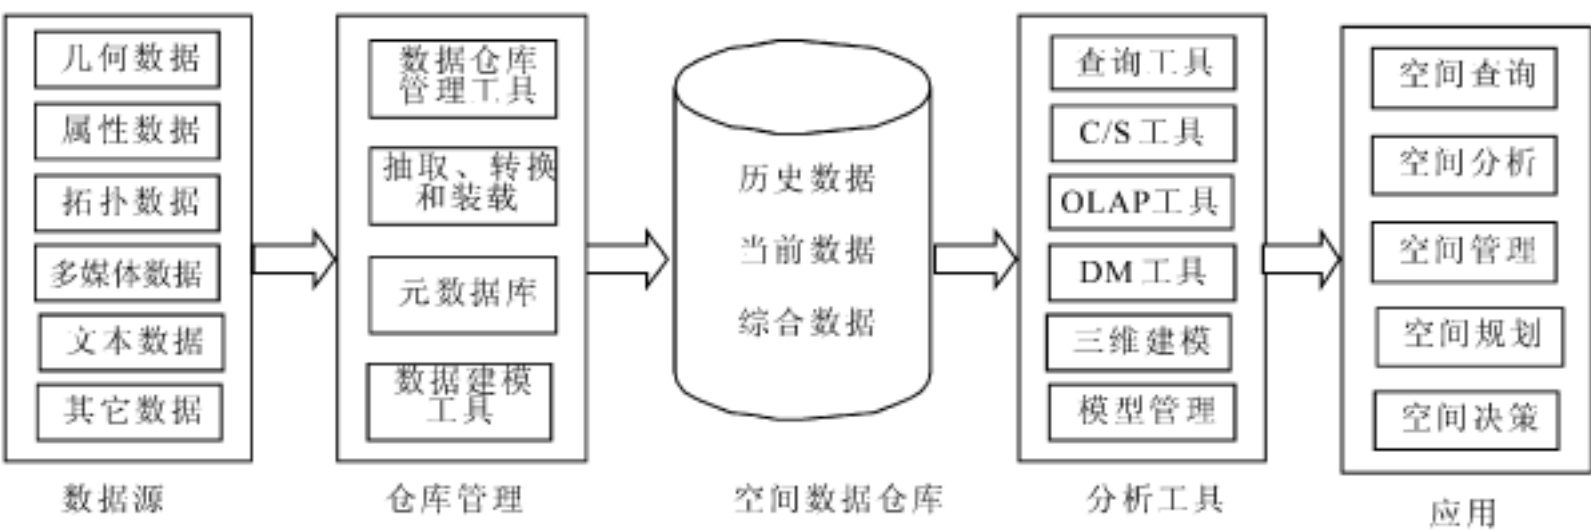 几何数据
属性数据
拓扑数据
多媒体数据
文本数据
其它数据
数据源
数据仓库
管理工具
抽取、转换
和装载
元数据库
数据建模
工具
仓库管理
历史数据
当前数据
综合数据
空间数据仓库
查询工具
C/S工具
OLAP工具
DM工具
三维建模
模型管理
分析工具
空间查询
空间分析
空间管理
空间规划
空间决策
应用